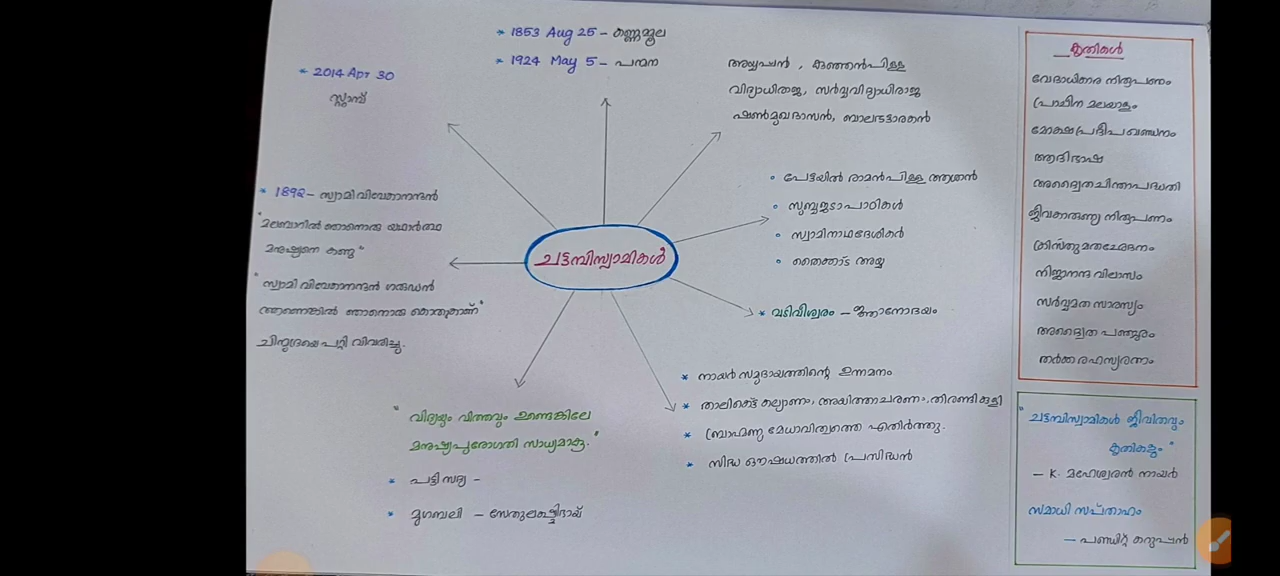 * 1853 Aug 25 - കണ്ണമ്മൂല
* 1924 May 5 - പന്മന
* 2014 Apr 30
സ്റ്റാമ്പ്
അയ്യപ്പൻ , കുഞ്ഞൻപിള്ള
വിദ്യാധിരാജ, സർവ്വവിദ്യാധിരാജ
ഷൺമുഖദാസൻ, ബാലഭട്ടാരകൻ
° പേട്ടയിൽ രാമൻപിള്ള ആശാൻ
° സുബ്ബജടാപാഠികൾ
° സ്വാമിനാഥദേശികർ
° തൈക്കാട് അയ്യ
* 1892 - സ്വാമിവിവേകാനന്ദൻ
"മലബാറിൽ ഞാനൊരു യഥാർത്ഥ
മനുഷ്യനെ കണ്ടു"
"സ്വാമി വിവേകാനന്ദൻ ഗരുഡൻ
ആണെങ്കിൽ ഞാനൊരു കൊതുകാണ്"
ചിന്മുദ്രയെ പറ്റി വിവരിച്ചു.
ചട്ടമ്പിസ്വാമികൾ
* വടിവീശ്വരം - ജ്ഞാനോദയം
* നായർ സമുദായത്തിന്റെ ഉന്നമനം
* താലികെട്ട് കല്യാണം, അയിത്താചരണം, തിരണ്ടികുളി
* ബ്രാഹ്മണ്യ മേധാവിത്വത്തെ എതിർത്തു.
* സിദ്ധ ഔഷധത്തിൽ പ്രസിദ്ധൻ
"വിദ്യയും വിത്തവും ഉണ്ടെങ്കിലേ
മനുഷ്യപുരോഗതി സാധ്യമാകൂ."
* പട്ടി സദ്യ -
* മൃഗബലി - സേതുലക്ഷ്മിഭായ്
കൃതികൾ
വേദാധികാര നിരൂപണം
പ്രാചീന മലയാളം
മോക്ഷപ്രദീപ ഖണ്ഡനം
ആദിഭാഷ
അദ്വൈതചിന്താപദ്ധതി
ജീവകാരുണ്യ നിരൂപണം
ക്രിസ്തുമതഛേദനം
നിജാനന്ദ വിലാസം
സർവ്വമത സാരസ്യം
അദ്വൈത പഞ്ജരം
തർക്ക രഹസ്യരത്നം
"ചട്ടമ്പിസ്വാമികൾ ജീവിതവും
കൃതികളും"
- K. മഹേശ്വരൻ നായർ
സമാധി സപ്താഹം
- പണ്ഡിറ്റ് കറുപ്പൻ